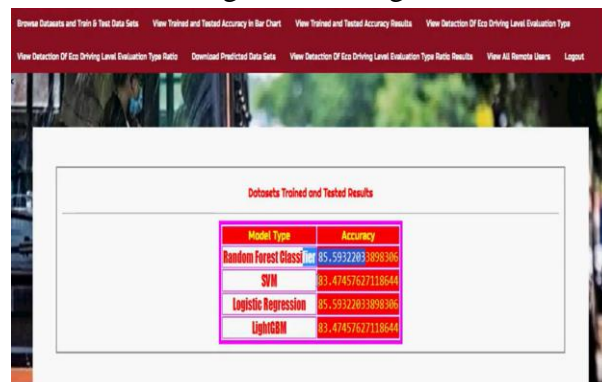 Browse Datasets and Train & Test Data Sets View Trained and Tested Accuracy in Bar Chart View Trained and Tested Accuracy Results View Detection Of Eco Driving Level Evaluation Type
View Detection Of Eco Driving Level Evaluation Type Ratio Download Predicted Data Sets View Detection Of Eco Driving Level Evaluation Type Ratio Results View All Remote Users Logout
Datasets Trained and Tested Results
Model Type Accuracy
Random Forest Classifier 85.59322033898306
SVM 83.47457627118644
Logistic Regression 85.59322033898306
LightGBM 83.47457627118644